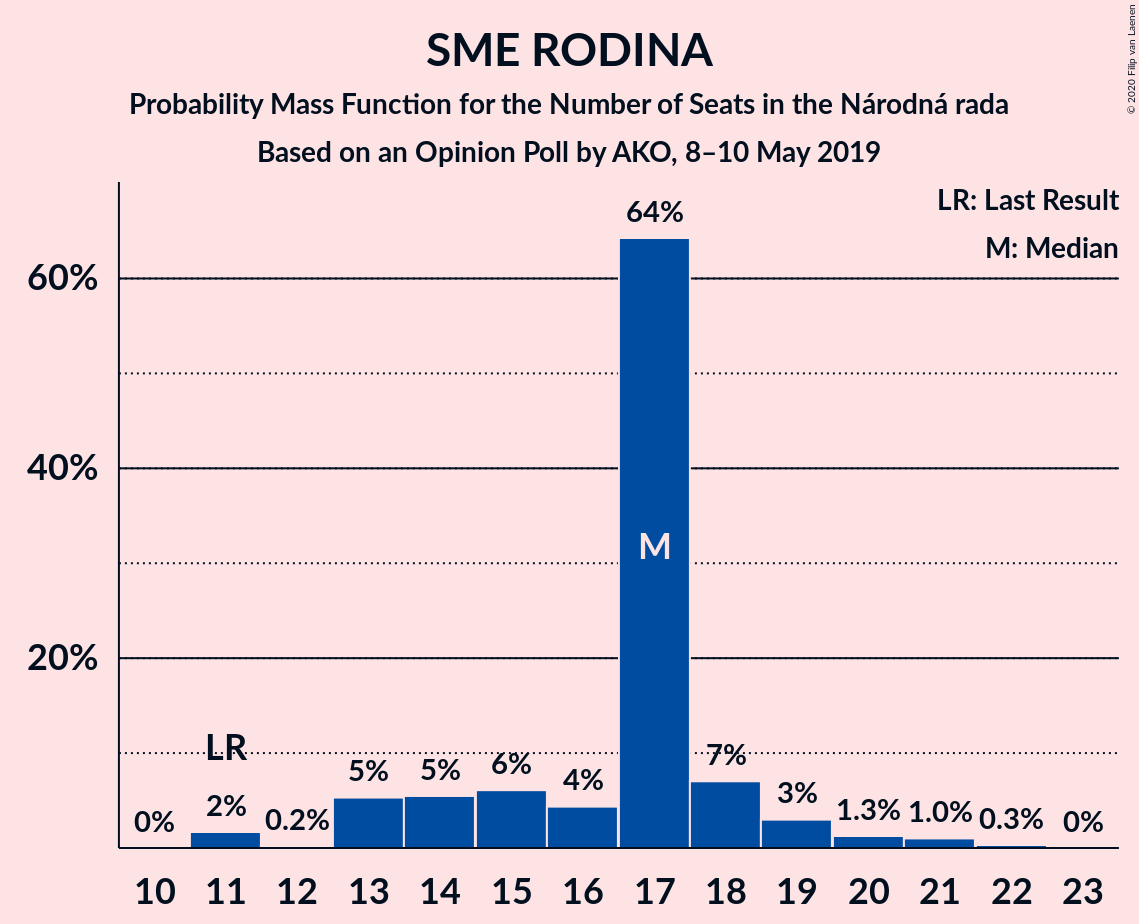 SME RODINA
Probability Mass Function for the Number of Seats in the Národná rada
Based on an Opinion Poll by AKO, 8–10 May 2019
© 2020 Filip van Laenen
LR: Last Result
M: Median
60%
40%
20%
0%
2%
LR
0.2%
5%
5%
6%
4%
64%
M
7%
3%
1.3%
1.0%
0.3%
0%
10 11 12 13 14 15 16 17 18 19 20 21 22 23